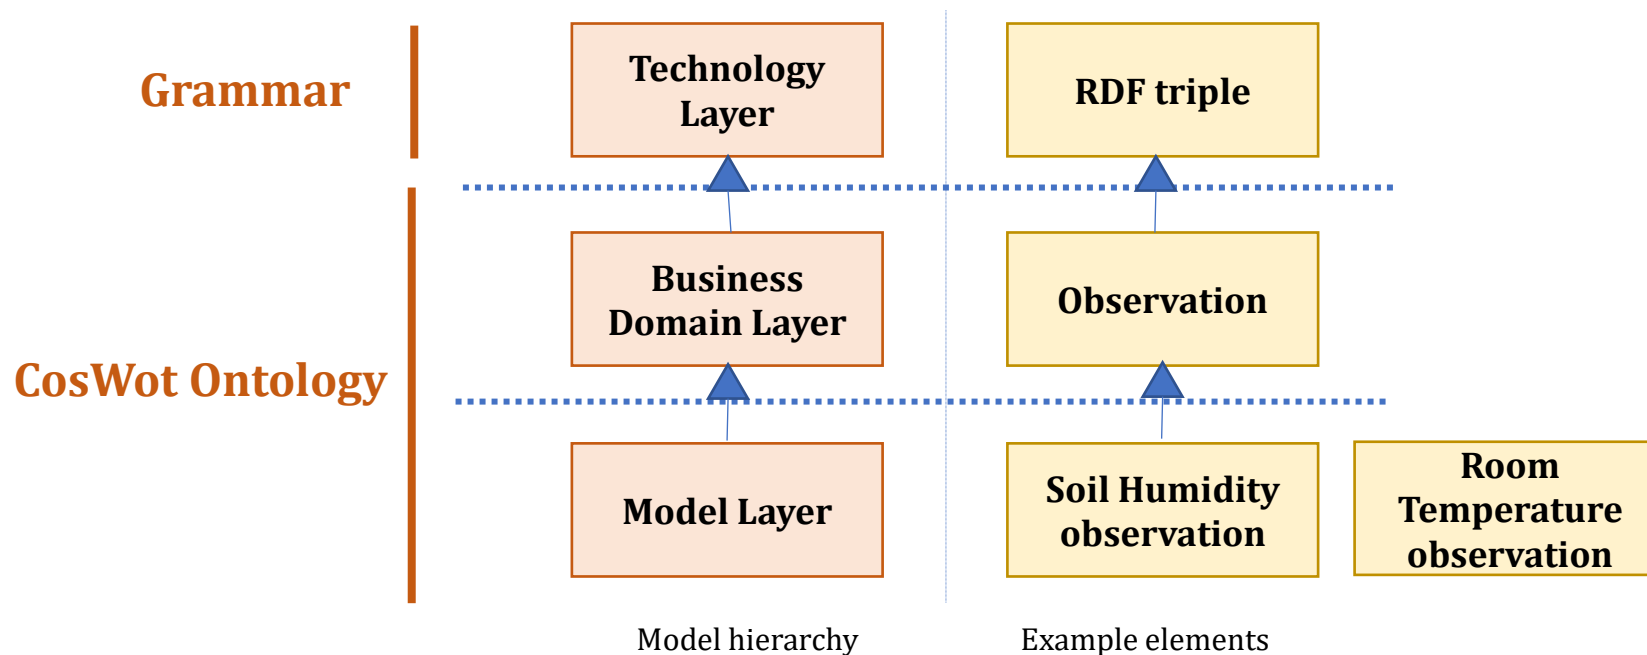 Grammar
Technology
Layer
RDF triple
CosWot Ontology
Business
Domain Layer
Observation
Model Layer
Soil Humidity
observation
Room
Temperature
observation
Model hierarchy
Example elements